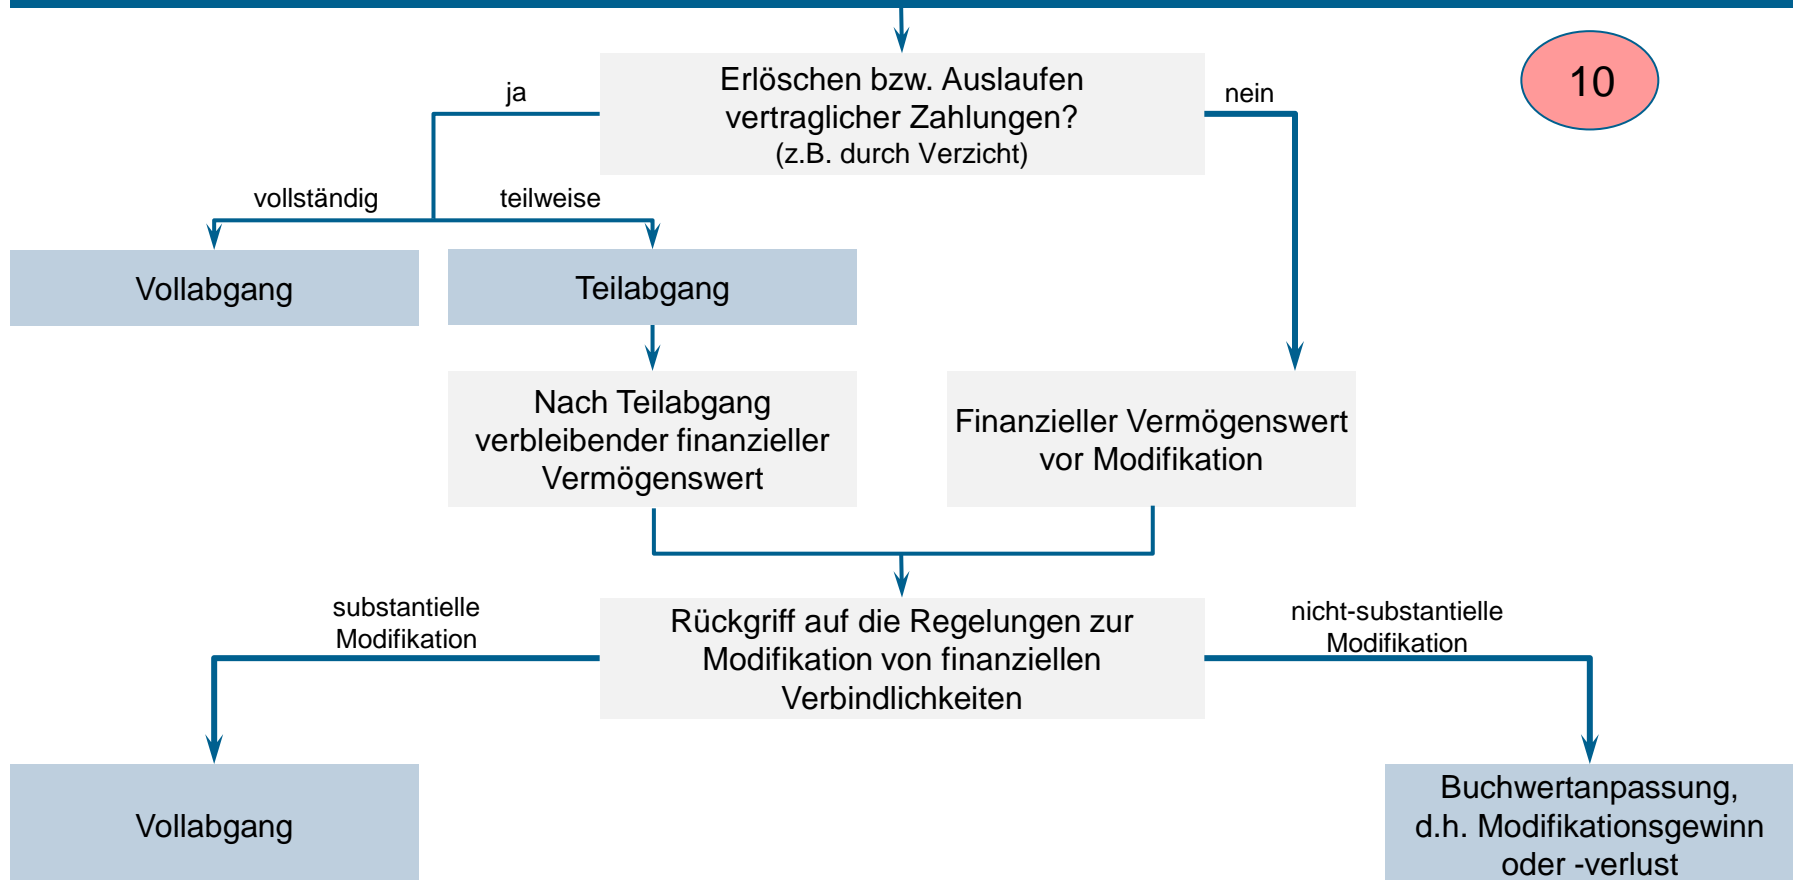 Erlöschen bzw. Auslaufen
vertraglicher Zahlungen?
(z.B. durch Verzicht)
10
ja
nein
vollständig
teilweise
Vollabgang
Teilabgang
Nach Teilabgang
verbleibender finanzieller
Vermögenswert
Finanzieller Vermögenswert
vor Modifikation
substantielle
Modifikation
Rückgriff auf die Regelungen zur
Modifikation von finanziellen
Verbindlichkeiten
nicht-substantielle
Modifikation
Vollabgang
Buchwertanpassung,
d.h. Modifikationsgewinn
oder -verlust